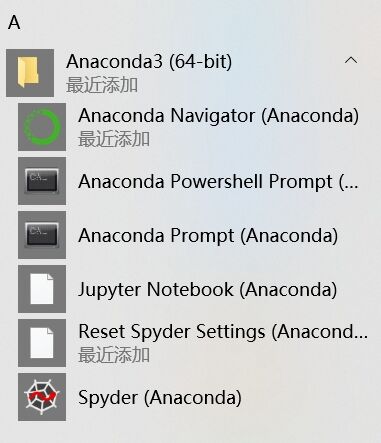 A
Anaconda3 (64-bit)
最近添加
Anaconda Navigator (Anaconda)
最近添加
Anaconda Powershell Prompt (...
Anaconda Prompt (Anaconda)
Jupyter Notebook (Anaconda)
Reset Spyder Settings (Anacond...
最近添加
Spyder (Anaconda)